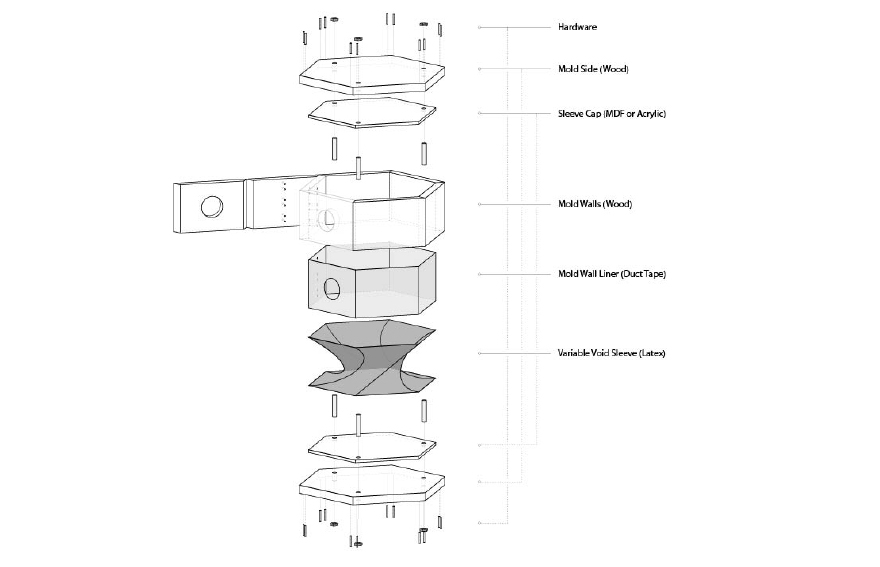 Hardware
Mold Side (Wood)
Sleeve Cap (MDF or Acrylic)
Mold Walls (Wood)
Mold Wall Liner (Duct Tape)
Variable Void Sleeve (Latex)